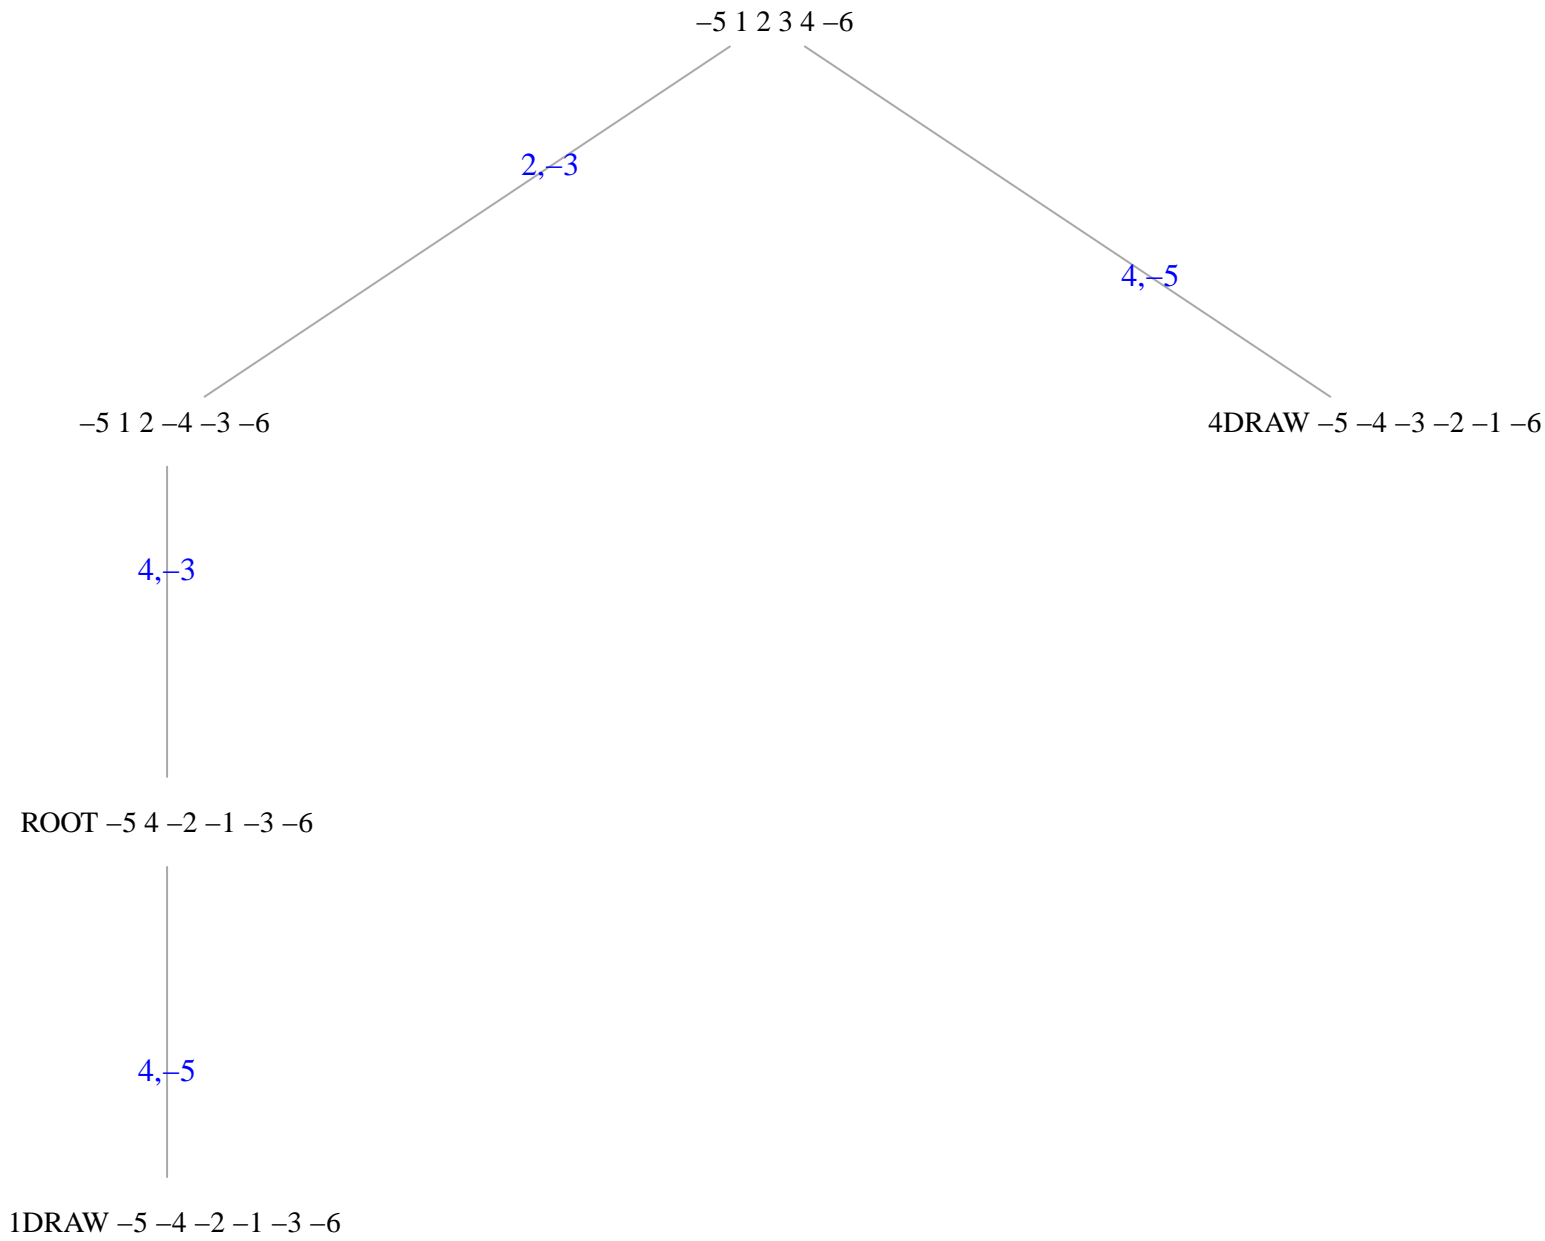 –5 1 2 3 4 –6
2,–3
4,–5
–5 1 2 –4 –3 –6
4DRAW –5 –4 –3 –2 –1 –6
4,–3
ROOT –5 4 –2 –1 –3 –6
4,–5
1DRAW –5 –4 –2 –1 –3 –6